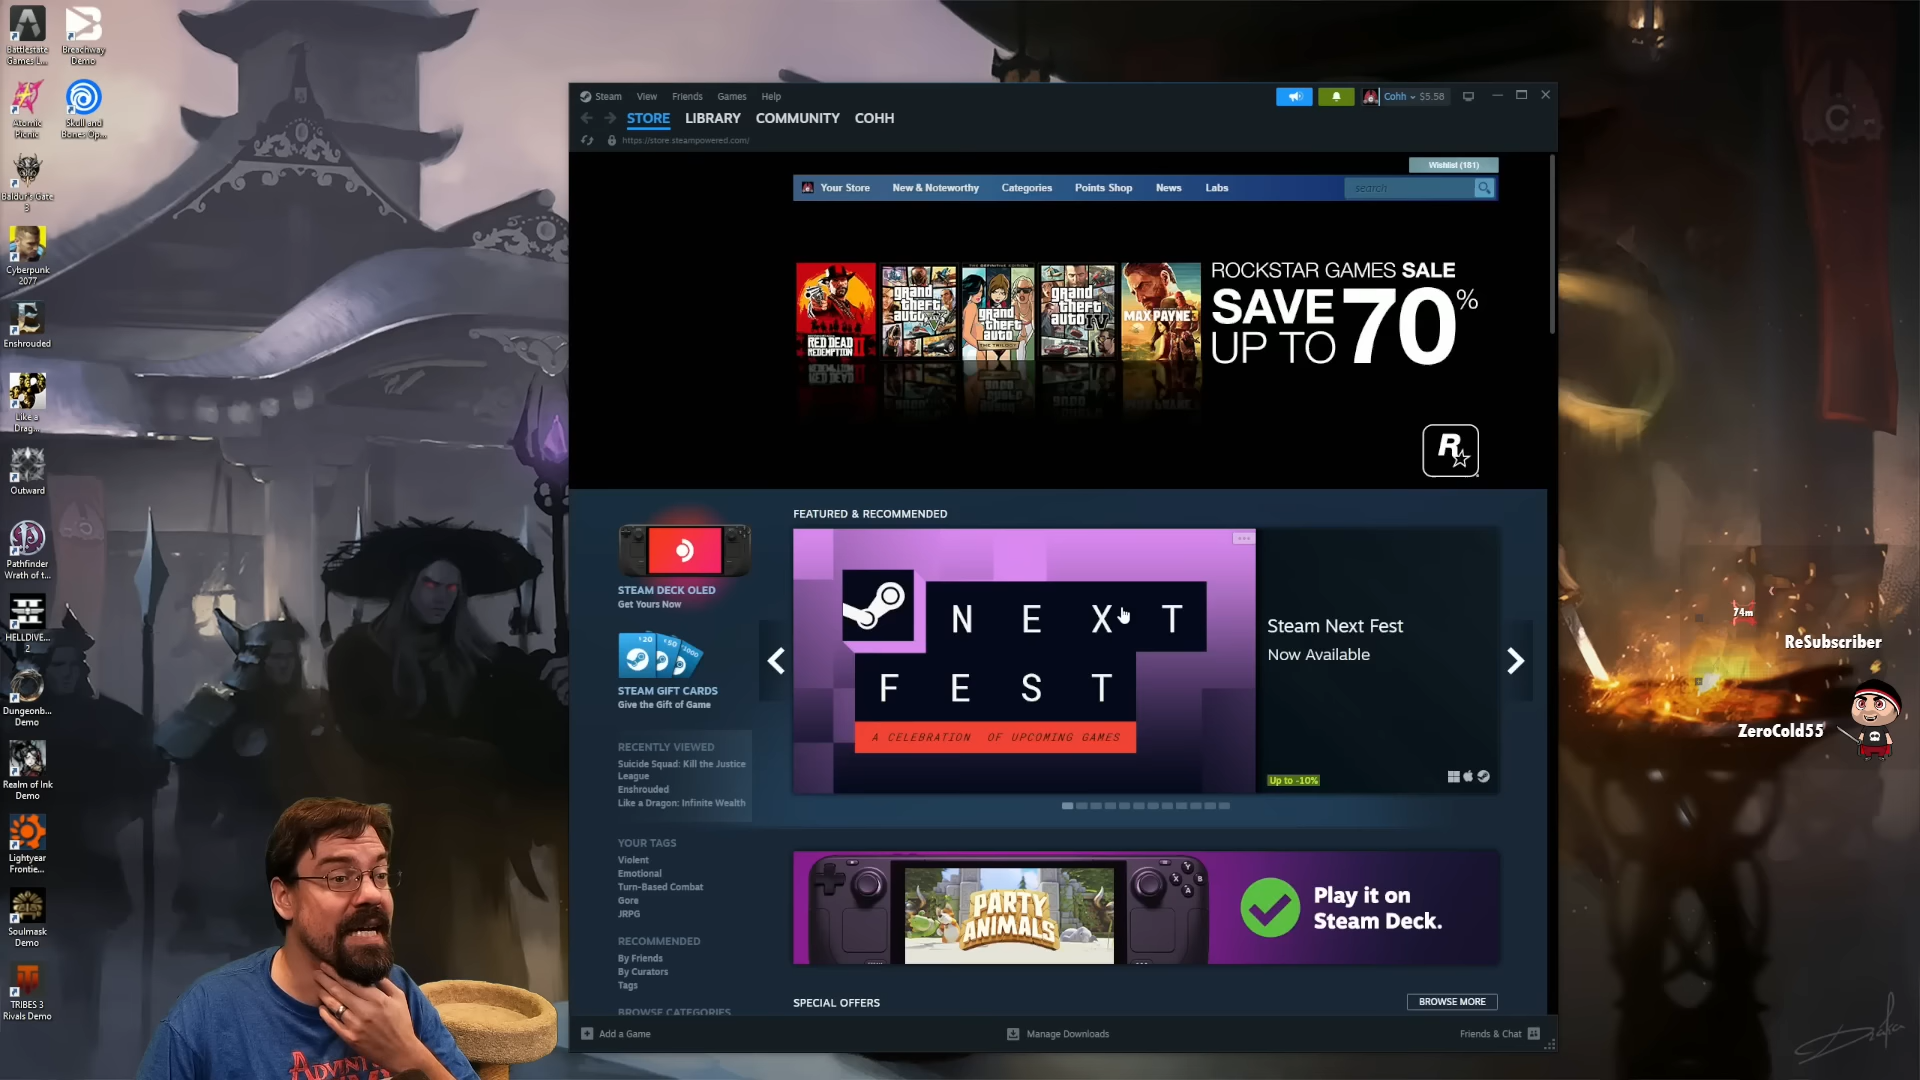 Battlestate
Games L...
Breachway
Demo
Atomic
Picnic
Skull and
Bones Op...
Baldur's Gate
3
Cyberpunk
2077
Enshrouded
Like a
Drag...
Outward
Pathfinder
Wrath of t...
HELLDIVE...
2
Dungeonb...
Demo
Realm of Ink
Demo
Lightyear
Frontie...
Soulmask
Demo
TRIBES 3
Rivals Demo
Steam View Friends Games Help
Cohh $5.58
STORE LIBRARY COMMUNITY COHH
https://store.steampowered.com/
Wishlist (181)
Your Store New & Noteworthy Categories Points Shop News Labs
search
RED DEAD
REDEMPTION II
grand
theft
auto V
THE DEFINITIVE EDITION
grand
theft
auto
THE TRILOGY
grand
theft
auto IV
MAX PAYNE 3
ROCKSTAR GAMES SALE
SAVE
UP TO 70%
R
FEATURED & RECOMMENDED
STEAM DECK OLED
Get Yours Now
STEAM GIFT CARDS
Give the Gift of Game
NEXT
FEST
A CELEBRATION OF UPCOMING GAMES
Steam Next Fest
Now Available
Up to -10%
RECENTLY VIEWED
Suicide Squad: Kill the Justice
League
Enshrouded
Like a Dragon: Infinite Wealth
YOUR TAGS
Violent
Emotional
Turn-Based Combat
Gore
JRPG
RECOMMENDED
By Friends
By Curators
Tags
BROWSE CATEGORIES
PARTY
ANIMALS
Play it on
Steam Deck.
SPECIAL OFFERS
BROWSE MORE
Add a Game
Manage Downloads
Friends & Chat
74m
ReSubscriber
ZeroCold55